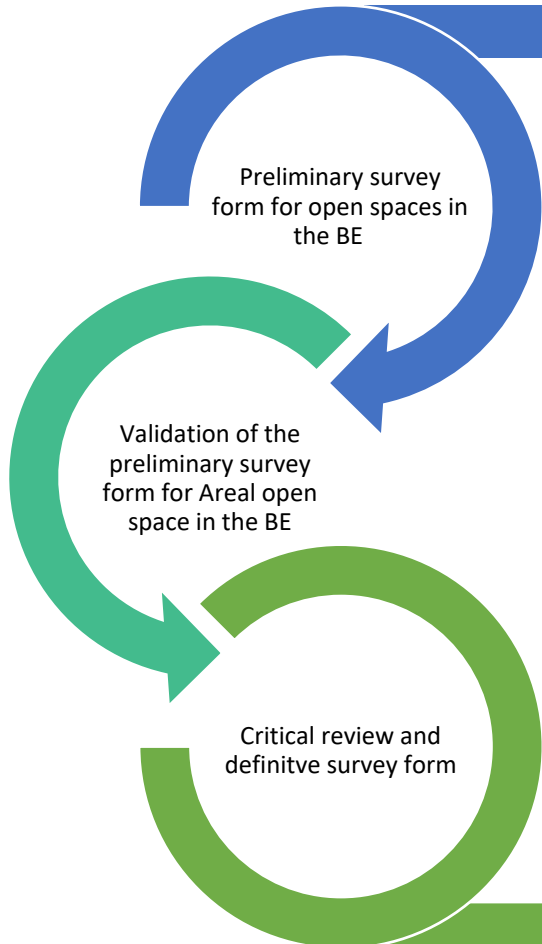 Preliminary survey
form for open spaces in
the BE
Validation of the
preliminary survey
form for Areal open
space in the BE
Critical review and
definitve survey form